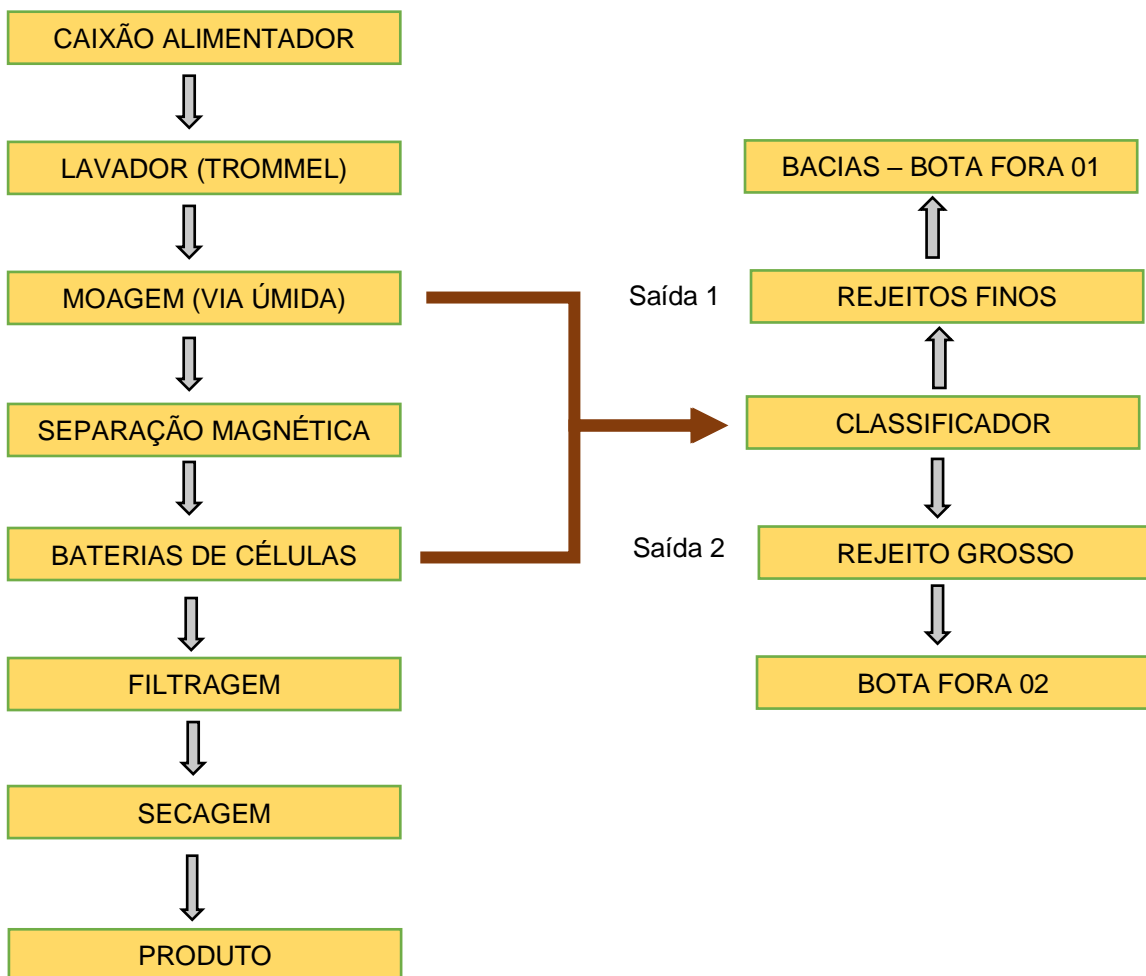 CAIXÃO ALIMENTADOR
LAVADOR (TROMMEL)
MOAGEM (VIA ÚMIDA)
SEPARAÇÃO MAGNÉTICA
BATERIAS DE CÉLULAS
FILTRAGEM
SECAGEM
PRODUTO
Saída 1
Saída 2
BACIAS – BOTA FORA 01
REJEITOS FINOS
CLASSIFICADOR
REJEITO GROSSO
BOTA FORA 02